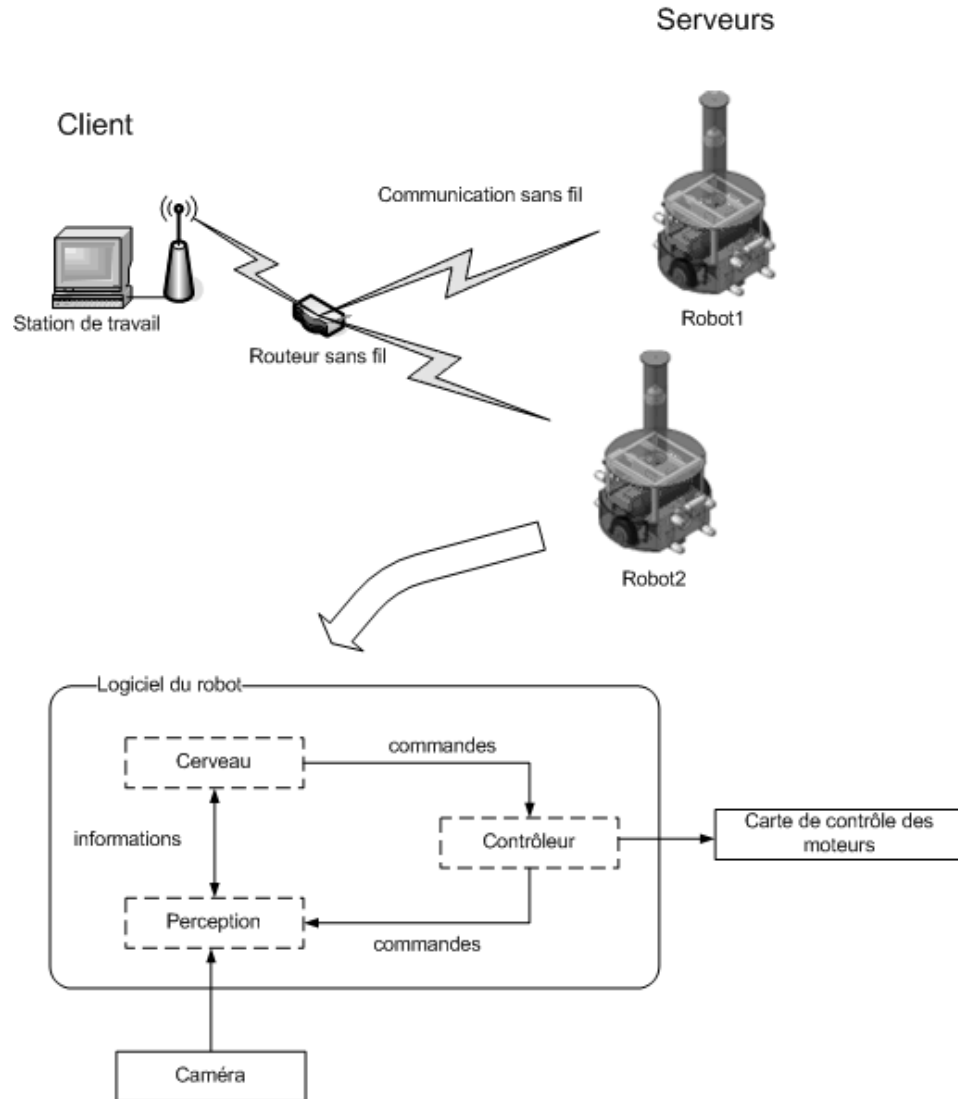 Serveurs
Client
Communication sans fil
Station de travail
Routeur sans fil
Robot1
Robot2
Logiciel du robot
Cerveau
commandes
informations
Contrôleur
Carte de contrôle des
moteurs
Perception
commandes
Caméra